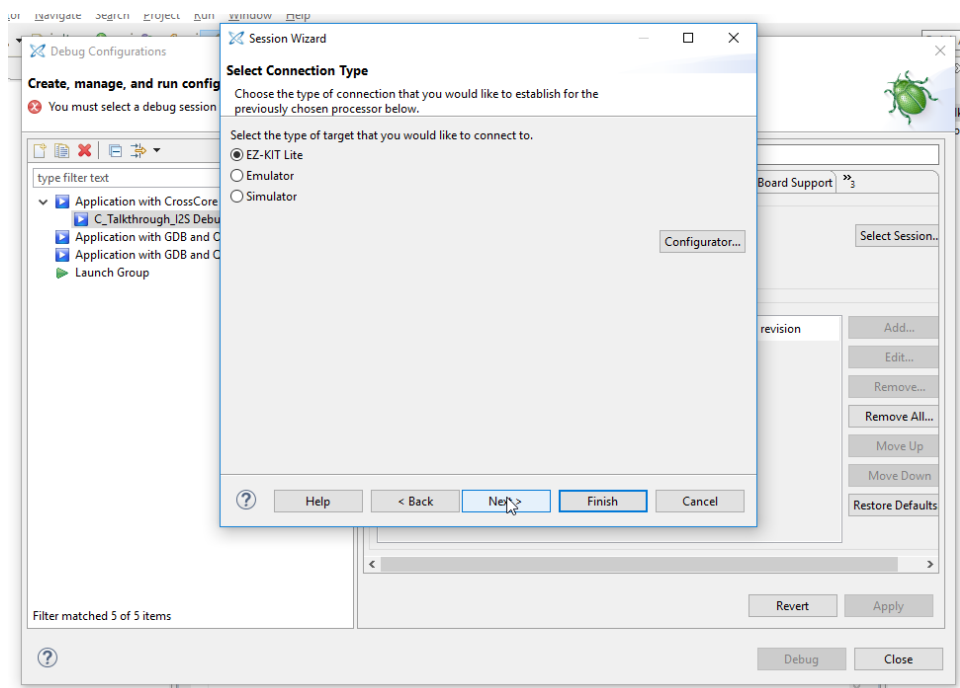 Navigate Search Project Run Window Help
Debug Configurations
Create, manage, and run config
You must select a debug session
type filter text
Application with CrossCore
C_Talkthrough_I2S Debu
Application with GDB and O
Application with GDB and O
Launch Group
Filter matched 5 of 5 items
Session Wizard
Select Connection Type
Choose the type of connection that you would like to establish for the
previously chosen processor below.
Select the type of target that you would like to connect to.
EZ-KIT Lite
Emulator
Simulator
Configurator...
Help < Back Next > Finish Cancel
Board Support »3
Select Session..
revision
Add...
Edit...
Remove...
Remove All...
Move Up
Move Down
Restore Defaults
Revert Apply
Debug Close